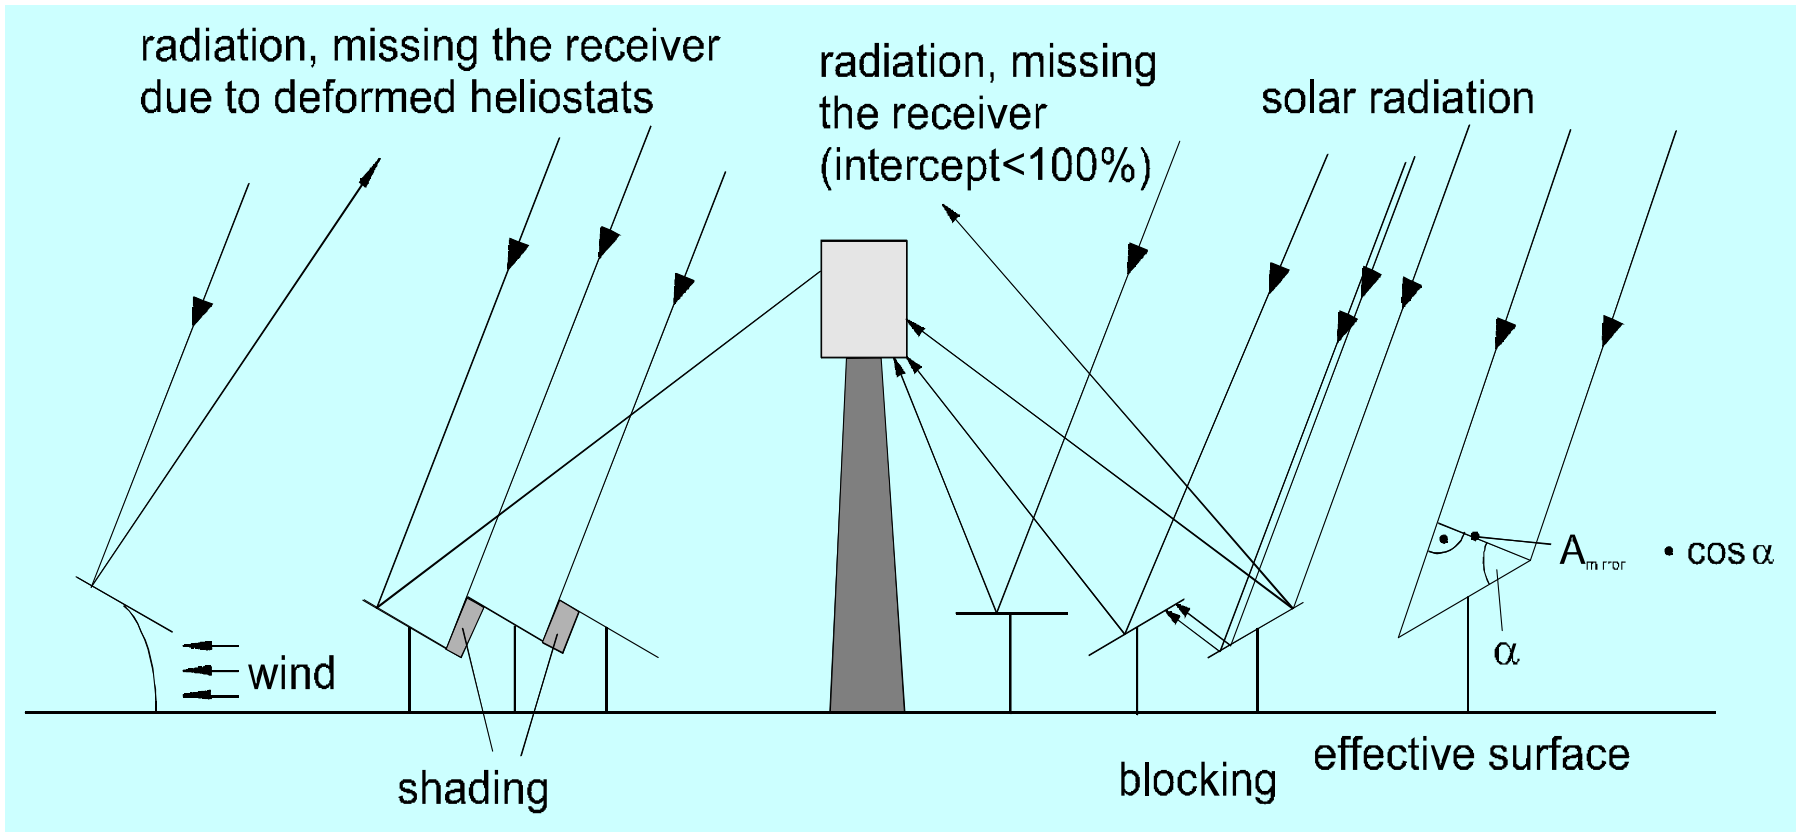 radiation, missing the receiver
due to deformed heliostats
radiation, missing
the receiver
(intercept<100%)
solar radiation
A mirror • cos α
α
wind
shading
blocking
effective surface